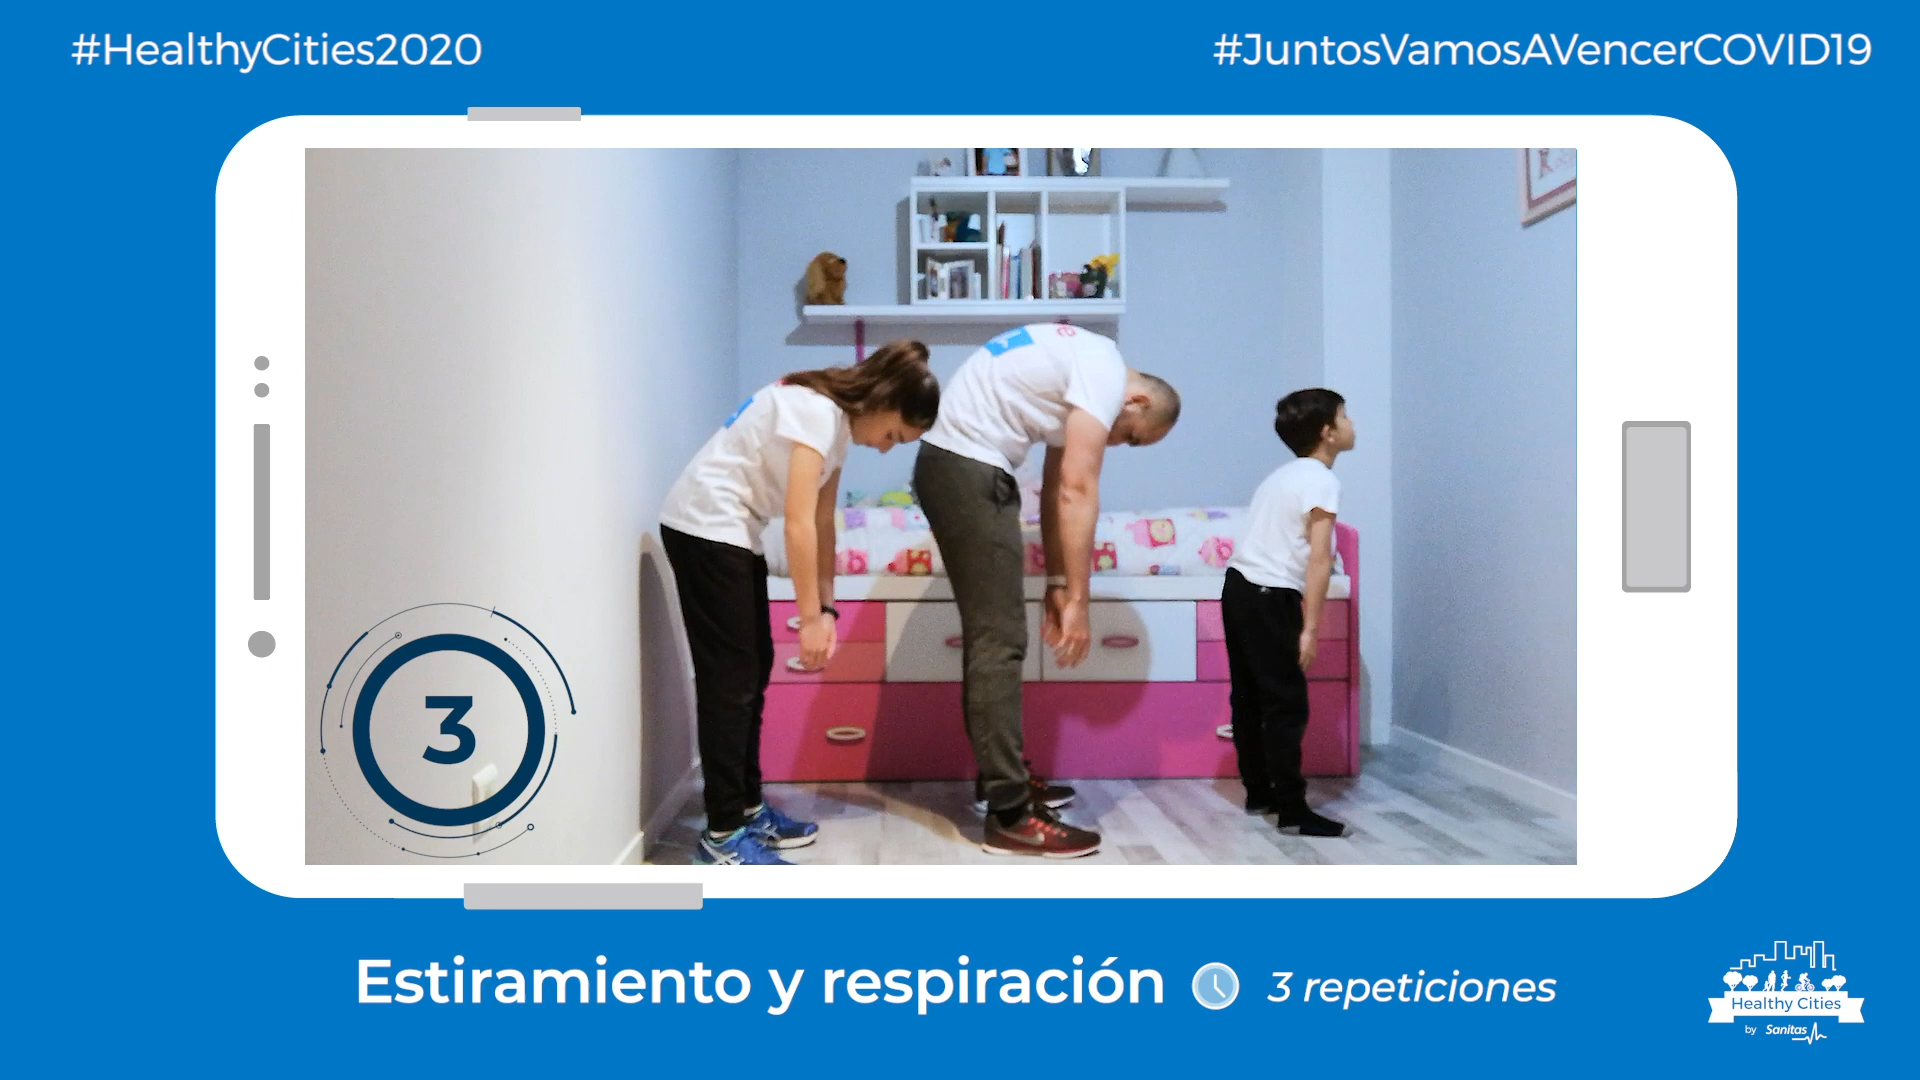 #HealthyCities2020
#JuntosVamosAVencerCOVID19
3
Estiramiento y respiración
3 repeticiones
Healthy Cities
by Sanitas